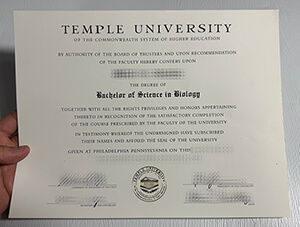 TEMPLE UNIVERSITY
OF THE COMMONWEALTH SYSTEM OF HIGHER EDUCATION
BY AUTHORITY OF THE BOARD OF TRUSTEES AND UPON RECOMMENDATION
OF THE FACULTY HEREBY CONFERS UPON
THE DEGREE OF
Bachelor of Science in Biology
TOGETHER WITH ALL THE RIGHTS PRIVILEGES AND HONORS APPERTAINING
THERETO IN RECOGNITION OF THE SATISFACTORY COMPLETION
OF THE COURSE PRESCRIBED BY THE FACULTY OF THE UNIVERSITY
IN TESTIMONY WHEREOF THE UNDERSIGNED HAVE SUBSCRIBED
THEIR NAMES AND AFFIXED THE SEAL OF THE UNIVERSITY
GIVEN AT PHILADELPHIA PENNSYLVANIA ON THIS
TEMPLE UNIVERSITY